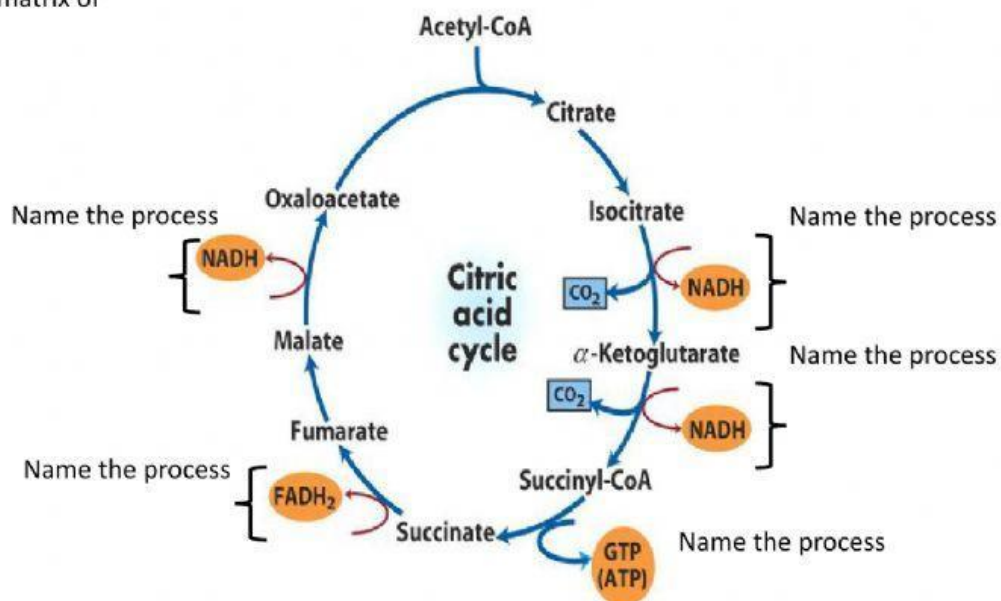 matrix of
Acetyl-CoA
Citrate
Oxaloacetate
Isocitrate
Name the process
Name the process
NADH
Citric
acid
cycle
CO₂
NADH
Malate
α-Ketoglutarate
Name the process
CO₂
NADH
Fumarate
Name the process
Succinyl-CoA
FADH₂
Succinate
Name the process
GTP
(ATP)